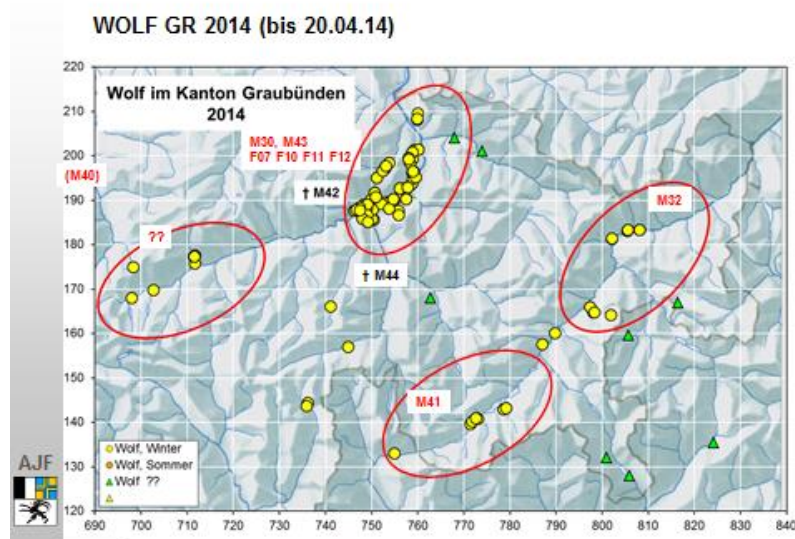 WOLF GR 2014 (bis 20.04.14)
220
210
200
190
180
170
160
150
140
130
120
Wolf im Kanton Graubünden
2014
M30, M43
F07 F10 F11 F12
(M40)
† M42
M32
??
† M44
M41
Wolf, Winter
Wolf, Sommer
Wolf ??
AJF
690 700 710 720 730 740 750 760 770 780 790 800 810 820 830 840